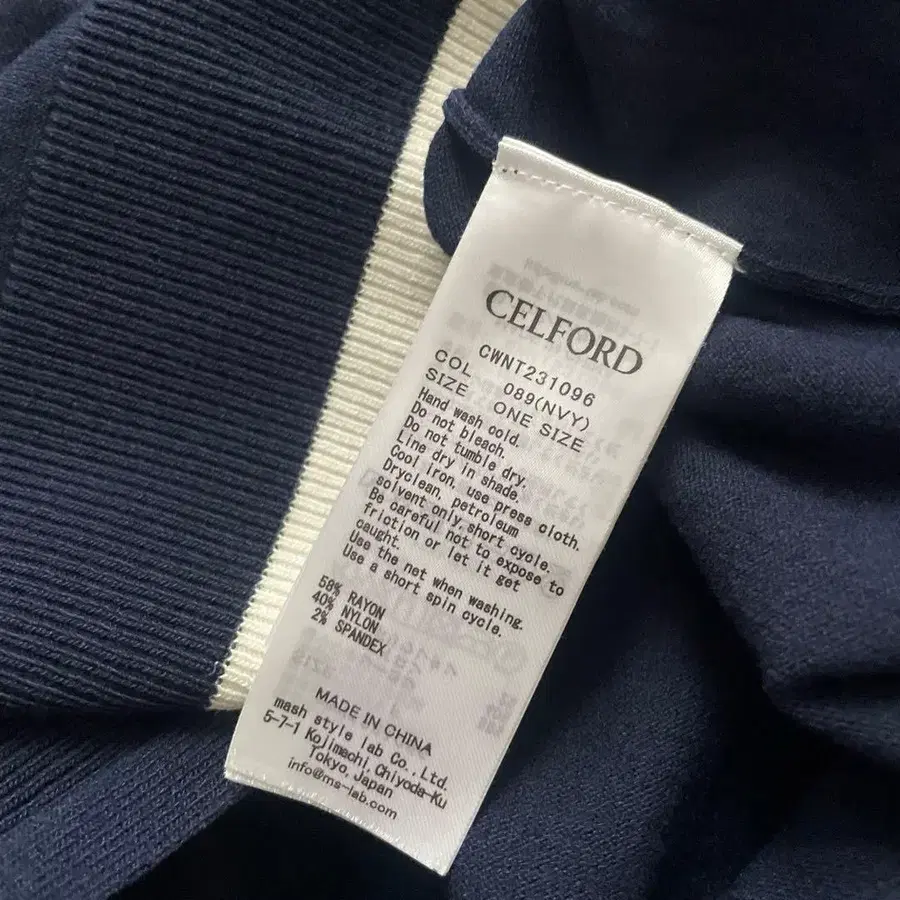 CELFORD
CWNT231096
COL 089(NVY)
SIZE ONE SIZE
Hand wash cold.
Do not bleach.
Do not tumble dry.
Line dry in shade.
Cool iron, use press cloth.
Dryclean, petroleum
solvent only, short cycle.
Be careful not to expose to
friction or let it get
caught.
Use the net when washing.
Use a short spin cycle.
58% RAYON
40% NYLON
2% SPANDEX
MADE IN CHINA
mash style lab Co., Ltd.
5-7-1 Kojimachi, Chiyoda-Ku
Tokyo, Japan
info@ms-lab.com